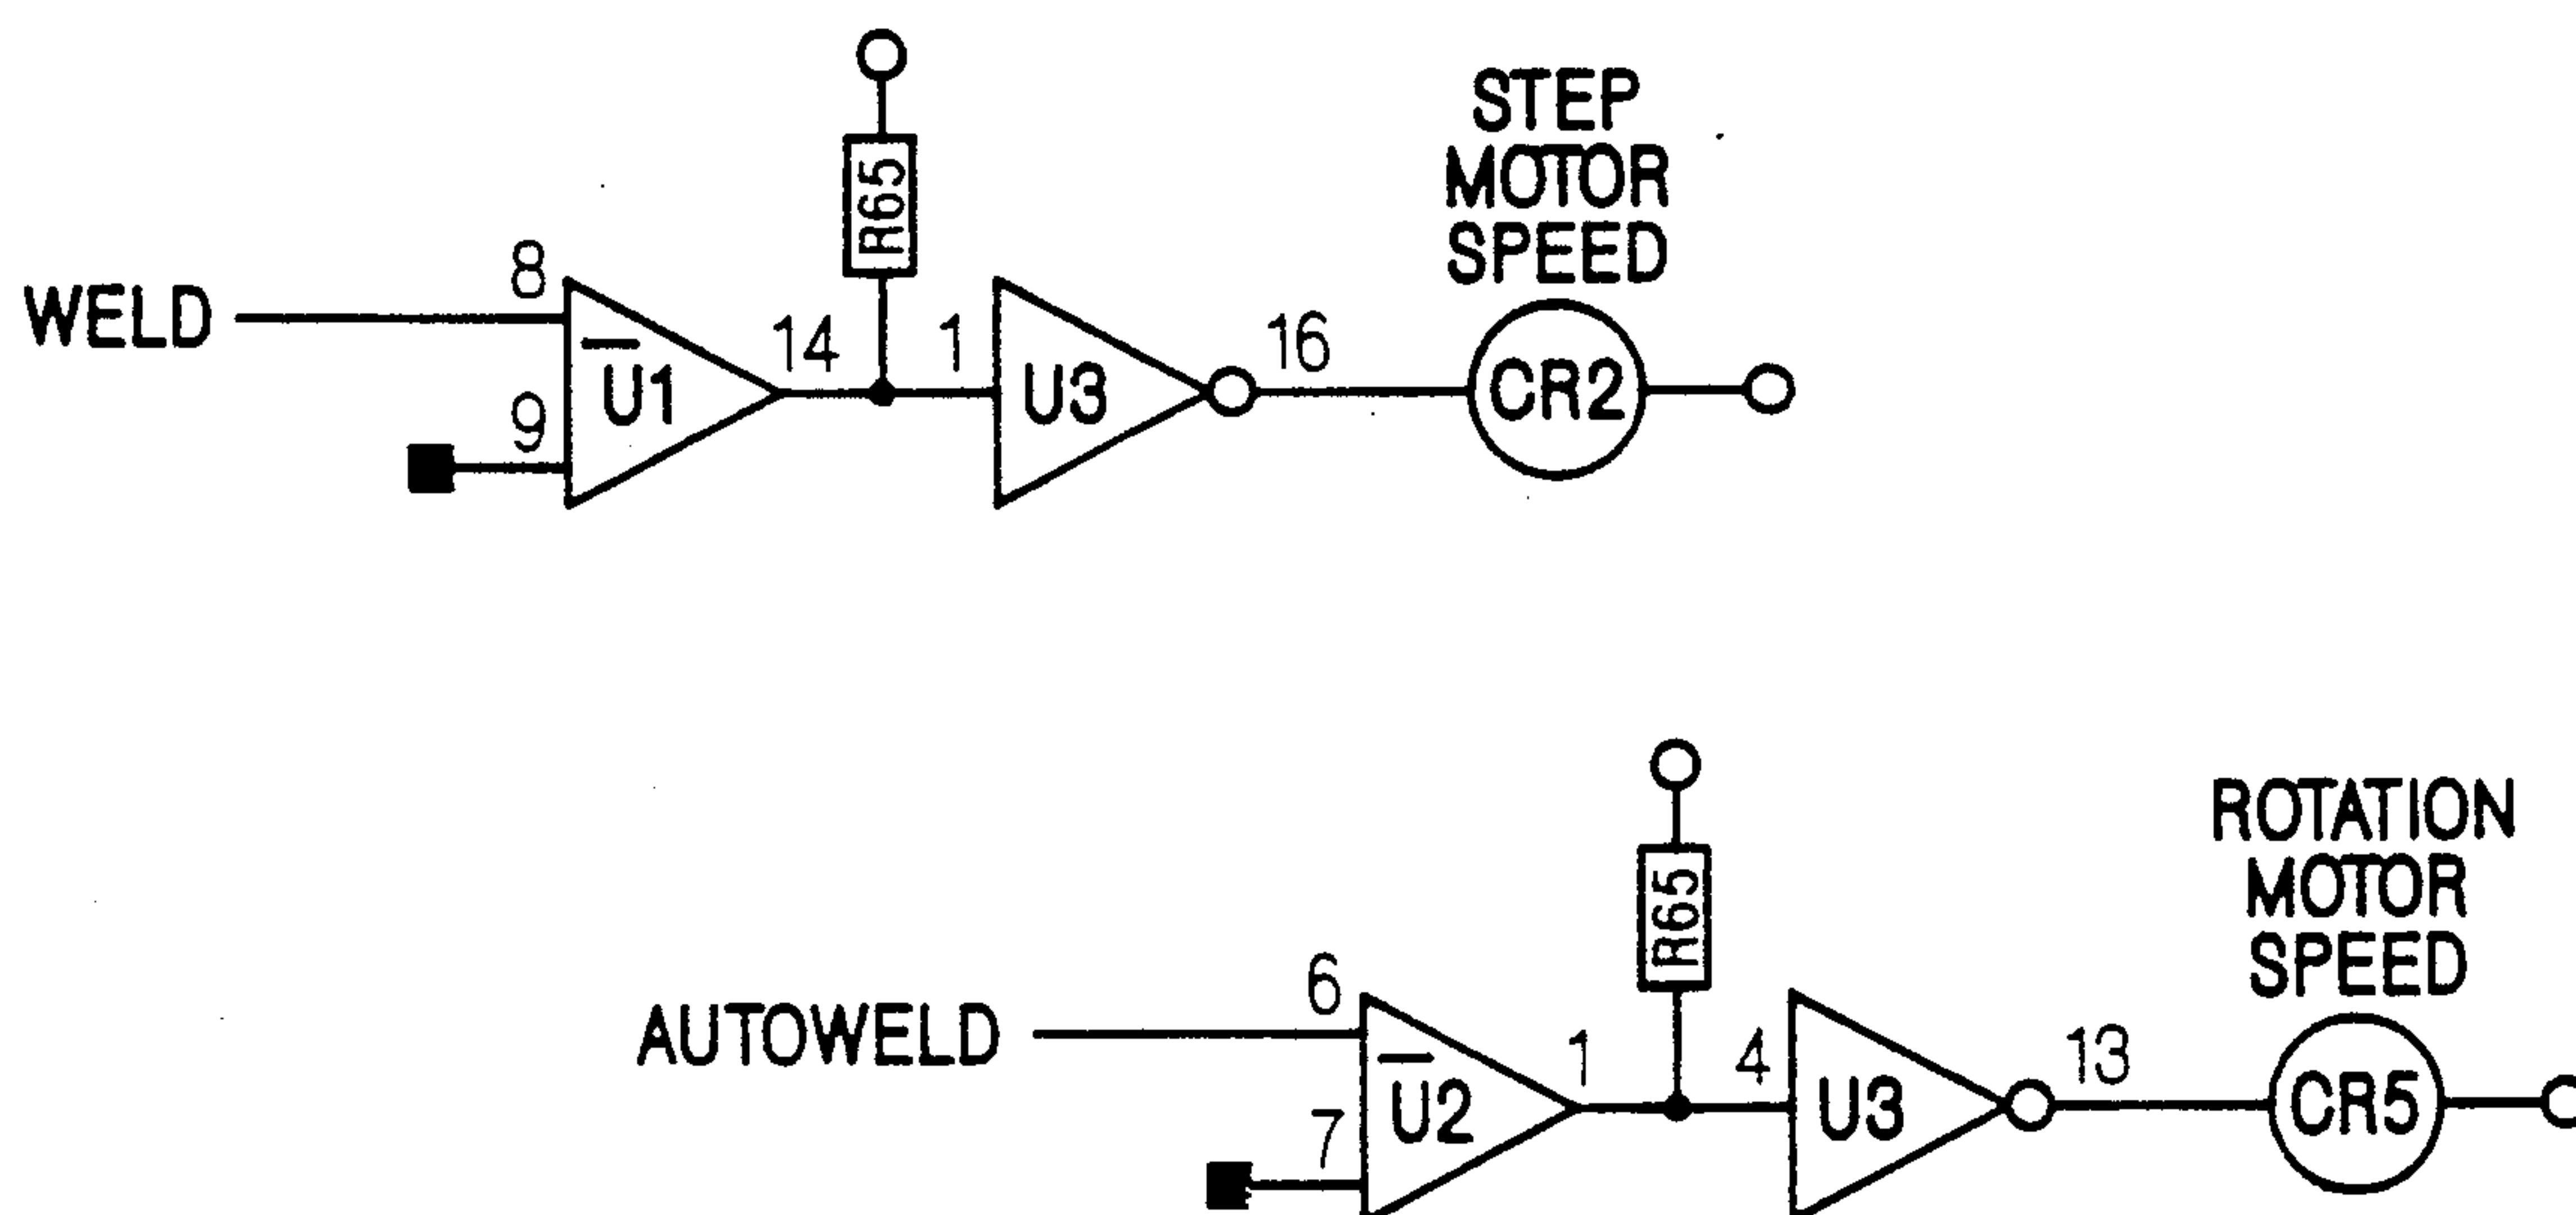 STEP
MOTOR
SPEED
R65
WELD
8
9
U1
14
1
U3
16
CR2
ROTATION
MOTOR
SPEED
R65
AUTOWELD
6
7
U2
1
4
U3
13
CR5